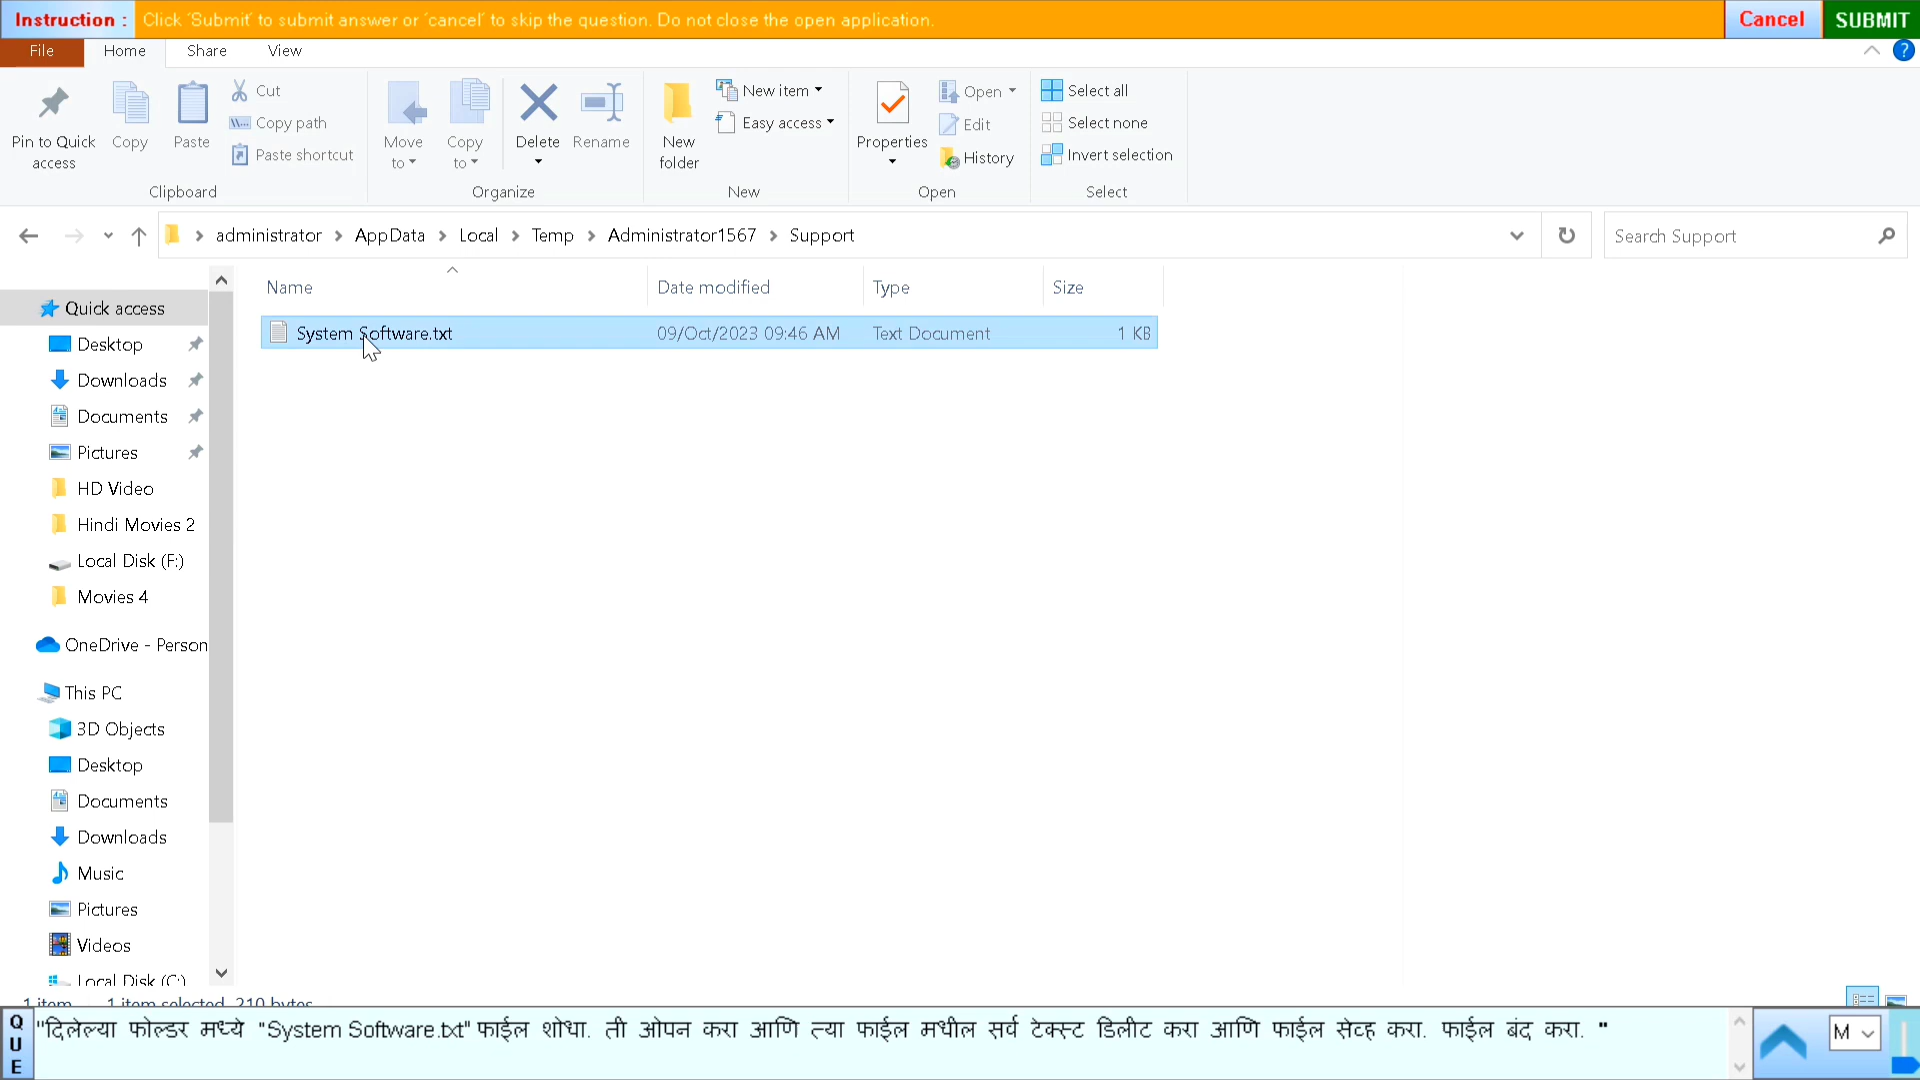 Instruction : Click 'Submit' to submit answer or 'cancel' to skip the question. Do not close the open application. Cancel SUBMIT
File Home Share View
Pin to Quick access
Copy
Paste
Cut
Copy path
Paste shortcut
Clipboard
Move to
Copy to
Delete
Rename
Organize
New folder
New item
Easy access
New
Properties
Open
Edit
History
Open
Select all
Select none
Invert selection
Select
administrator > AppData > Local > Temp > Administrator1567 > Support
Search Support
Name Date modified Type Size
System Software.txt 09/Oct/2023 09:46 AM Text Document 1 KB
Quick access
Desktop
Downloads
Documents
Pictures
HD Video
Hindi Movies 2
Local Disk (F:)
Movies 4
OneDrive - Person
This PC
3D Objects
Desktop
Documents
Downloads
Music
Pictures
Videos
Local Disk (C:)
1 item 1 item selected 210 bytes
QUE
"दिलेल्या फोल्डर मध्ये "System Software.txt" फाईल शोधा. ती ओपन करा आणि त्या फाईल मधील सर्व टेक्स्ट डिलीट करा आणि फाईल सेव्ह करा. फाईल बंद करा. "
M